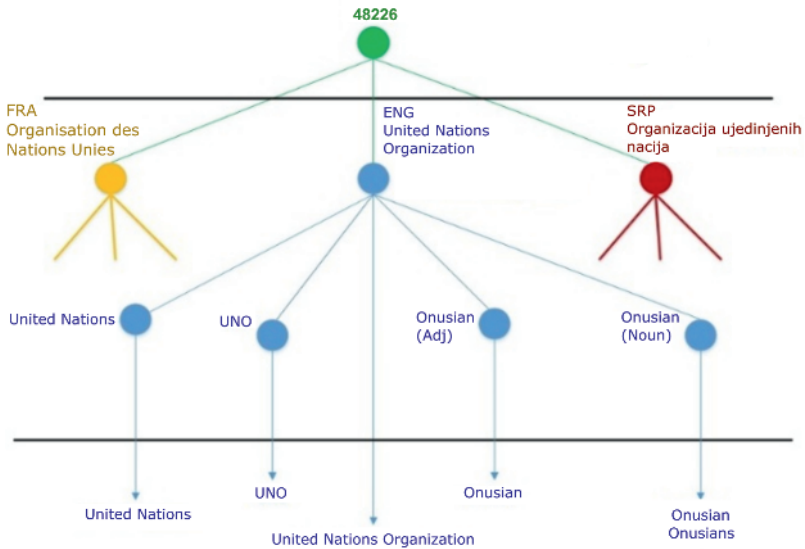 48226
FRA
Organisation des
Nations Unies
ENG
United Nations
Organization
SRP
Organizacija ujedinjenih
nacija
United Nations
UNO
Onusian
(Adj)
Onusian
(Noun)
United Nations
UNO
United Nations Organization
Onusian
Onusian
Onusians